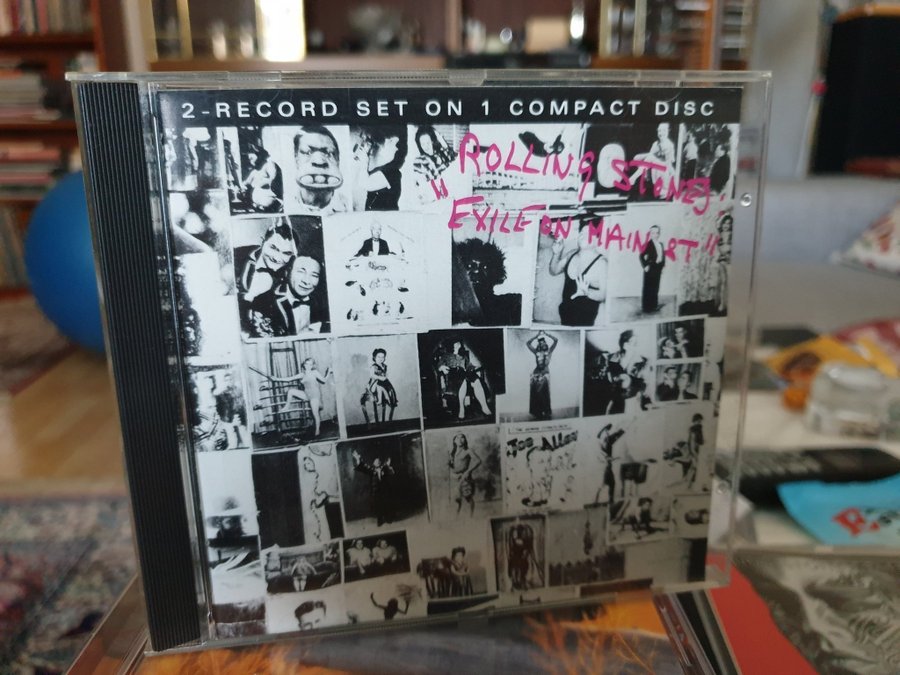 2-RECORD SET ON 1 COMPACT DISC
ROLLING STONES
"EXILE ON MAIN ST"
Joe Allen